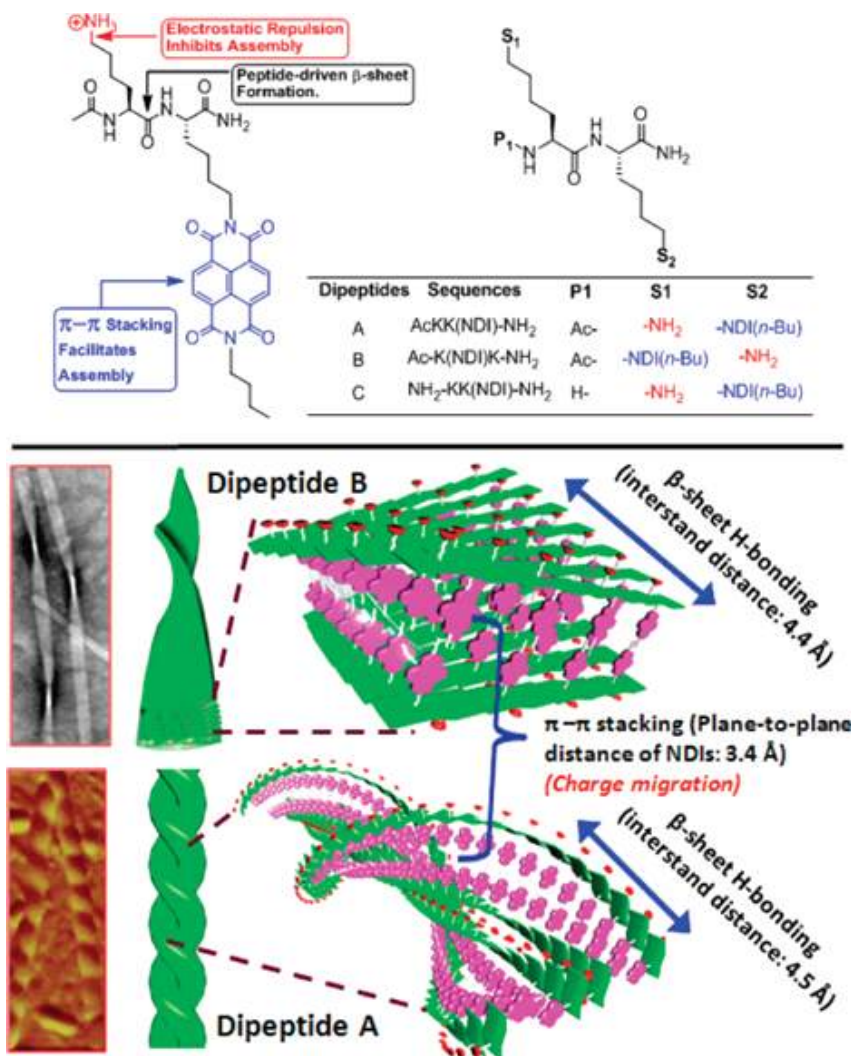 ⊕NH3
Electrostatic Repulsion
Inhibits Assembly
Peptide-driven β-sheet
Formation.
O
N
H
O
H
N
O
NH2
O
N
O
O
N
O
π−π Stacking
Facilitates
Assembly
S1
P1
N
H
O
H
N
O
NH2
S2
Dipeptides Sequences P1 S1 S2
A AcKK(NDI)-NH2 Ac- -NH2 -NDI(n-Bu)
B Ac-K(NDI)K-NH2 Ac- -NDI(n-Bu) -NH2
C NH2-KK(NDI)-NH2 H- -NH2 -NDI(n-Bu)
Dipeptide B
β-sheet H-bonding
(interstand distance: 4.4 Å)
π−π stacking (Plane-to-plane
distance of NDIs: 3.4 Å)
(Charge migration)
β-sheet H-bonding
(interstand distance: 4.5 Å)
Dipeptide A